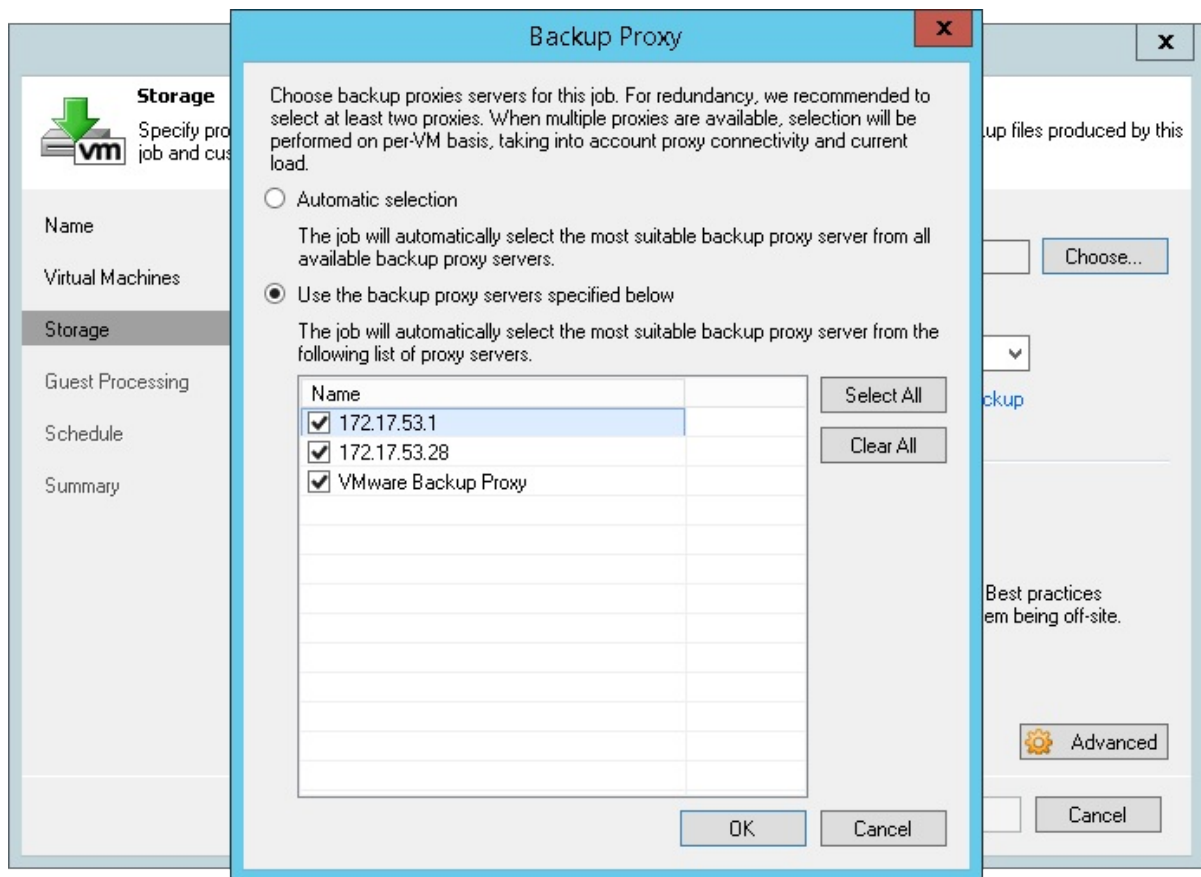 Backup Proxy
x
x
Storage
Specify pro
job and cus
vm
up files produced by this
Choose backup proxies servers for this job. For redundancy, we recommended to
select at least two proxies. When multiple proxies are available, selection will be
performed on per-VM basis, taking into account proxy connectivity and current
load.
Automatic selection
The job will automatically select the most suitable backup proxy server from all
available backup proxy servers.
Use the backup proxy servers specified below
The job will automatically select the most suitable backup proxy server from the
following list of proxy servers.
Name
172.17.53.1
172.17.53.28
VMware Backup Proxy
Select All
Clear All
OK
Cancel
Name
Virtual Machines
Storage
Guest Processing
Schedule
Summary
Choose...
ckup
Best practices
em being off-site.
Advanced
Cancel